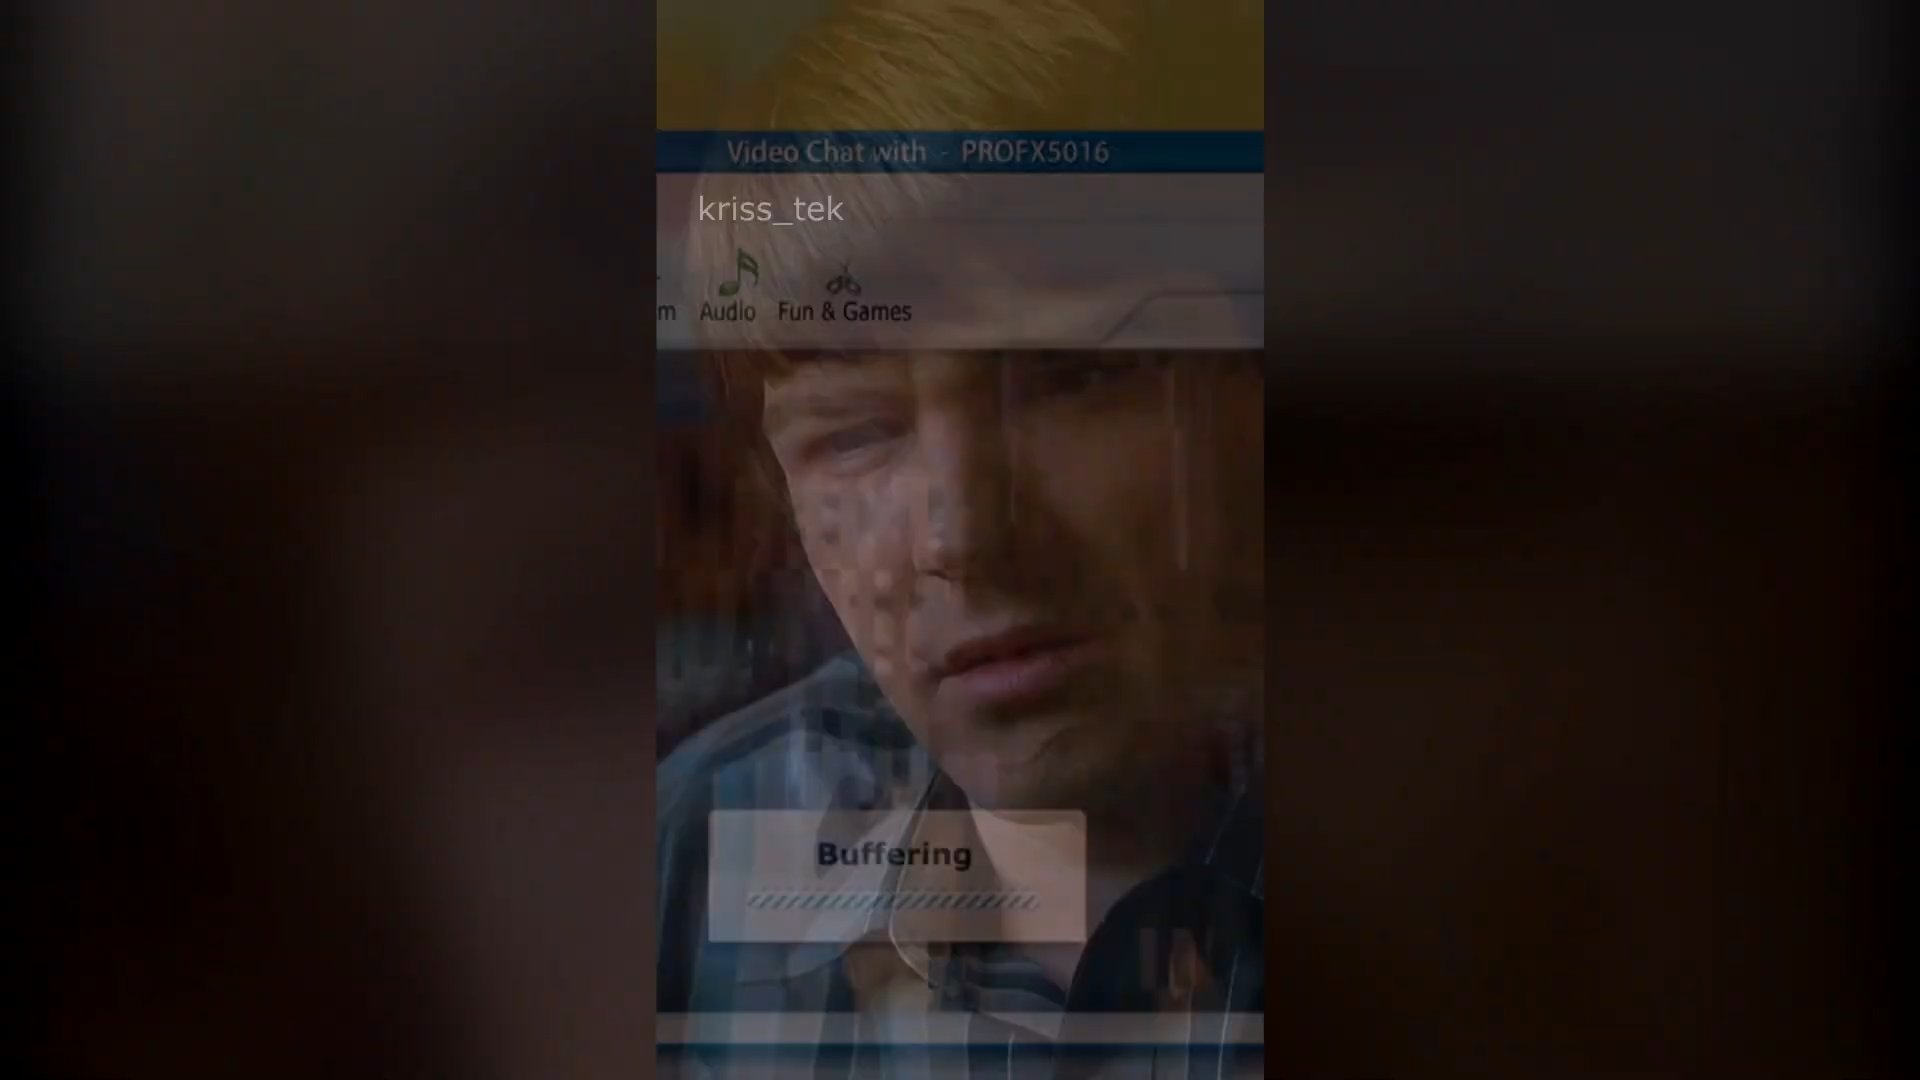 Video Chat with - PROFX5016
kriss_tek
m Audio Fun & Games
Buffering